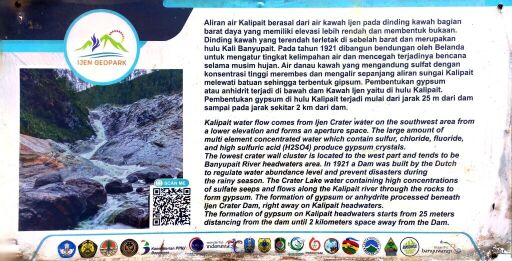 IJEN GEOPARK
Aliran air Kalipait berasal dari air kawah Ijen pada dinding kawah bagian
barat daya yang memiliki elevasi lebih rendah dan membentuk bukaan.
Dinding kawah yang terendah terletak di sebelah barat dan merupakan
hulu Kali Banyupait. Pada tahun 1921 dibangun bendungan oleh Belanda
untuk mengatur tingkat kelimpahan air dan mencegah terjadinya bencana
selama musim hujan. Air danau kawah yang mengandung sulfat dengan
konsentrasi tinggi merembes dan mengalir sepanjang aliran sungai Kalipait
melewati batuan sehingga terbentuk gipsum. Pembentukan gypsum
atau anhidrit terjadi di bawah dam Kawah Ijen yaitu di hulu Kalipait.
Pembentukan gypsum di hulu Kalipait terjadi mulai dari jarak 25 m dari dam
sampai pada jarak sekitar 2 km dari dam.
Kalipait water flow comes from Ijen Crater water on the southwest area from
a lower elevation and forms an aperture space. The large amount of
multi element concentrated water which contain sulfur, chloride, fluoride,
and high sulfuric acid (H2SO4) produce gypsum crystals.
The lowest crater wall cluster is located to the west part and tends to be
Banyupait River headwaters area. In 1921 a Dam was built by the Dutch
to regulate water abundance level and prevent disasters during
the rainy season. The Crater Lake water containing high concentrations
of sulfate seeps and flows along the Kalipait river through the rocks to
form gypsum. The formation of gypsum or anhydrite processed beneath
Ijen Crater Dam, right away on Kalipait headwaters.
The formation of gypsum on Kalipait headwaters starts from 25 meters
distancing from the dam until 2 kilometers space away from the Dam.
SCAN ME
indonesia
banyuwangi